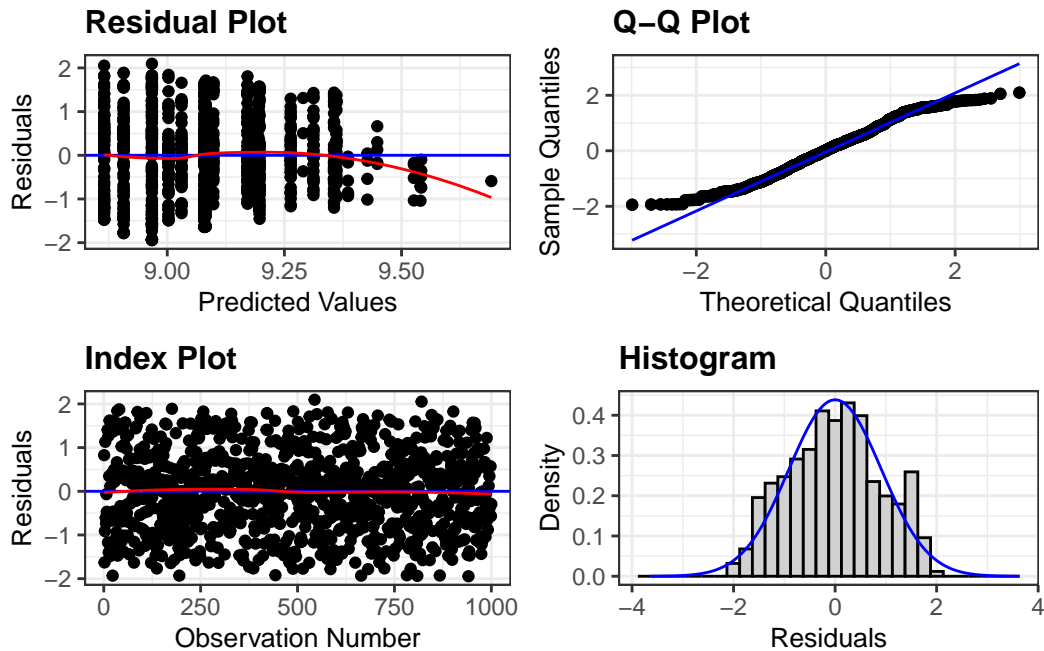 Residual Plot
2
1
0
−1
−2
Residuals
9.00 9.25 9.50
Predicted Values
Q−Q Plot
2
0
−2
Sample Quantiles
−2 0 2
Theoretical Quantiles
Index Plot
2
1
0
−1
−2
Residuals
0 250 500 750 1000
Observation Number
Histogram
0.4
0.3
0.2
0.1
0.0
Density
−4 −2 0 2 4
Residuals